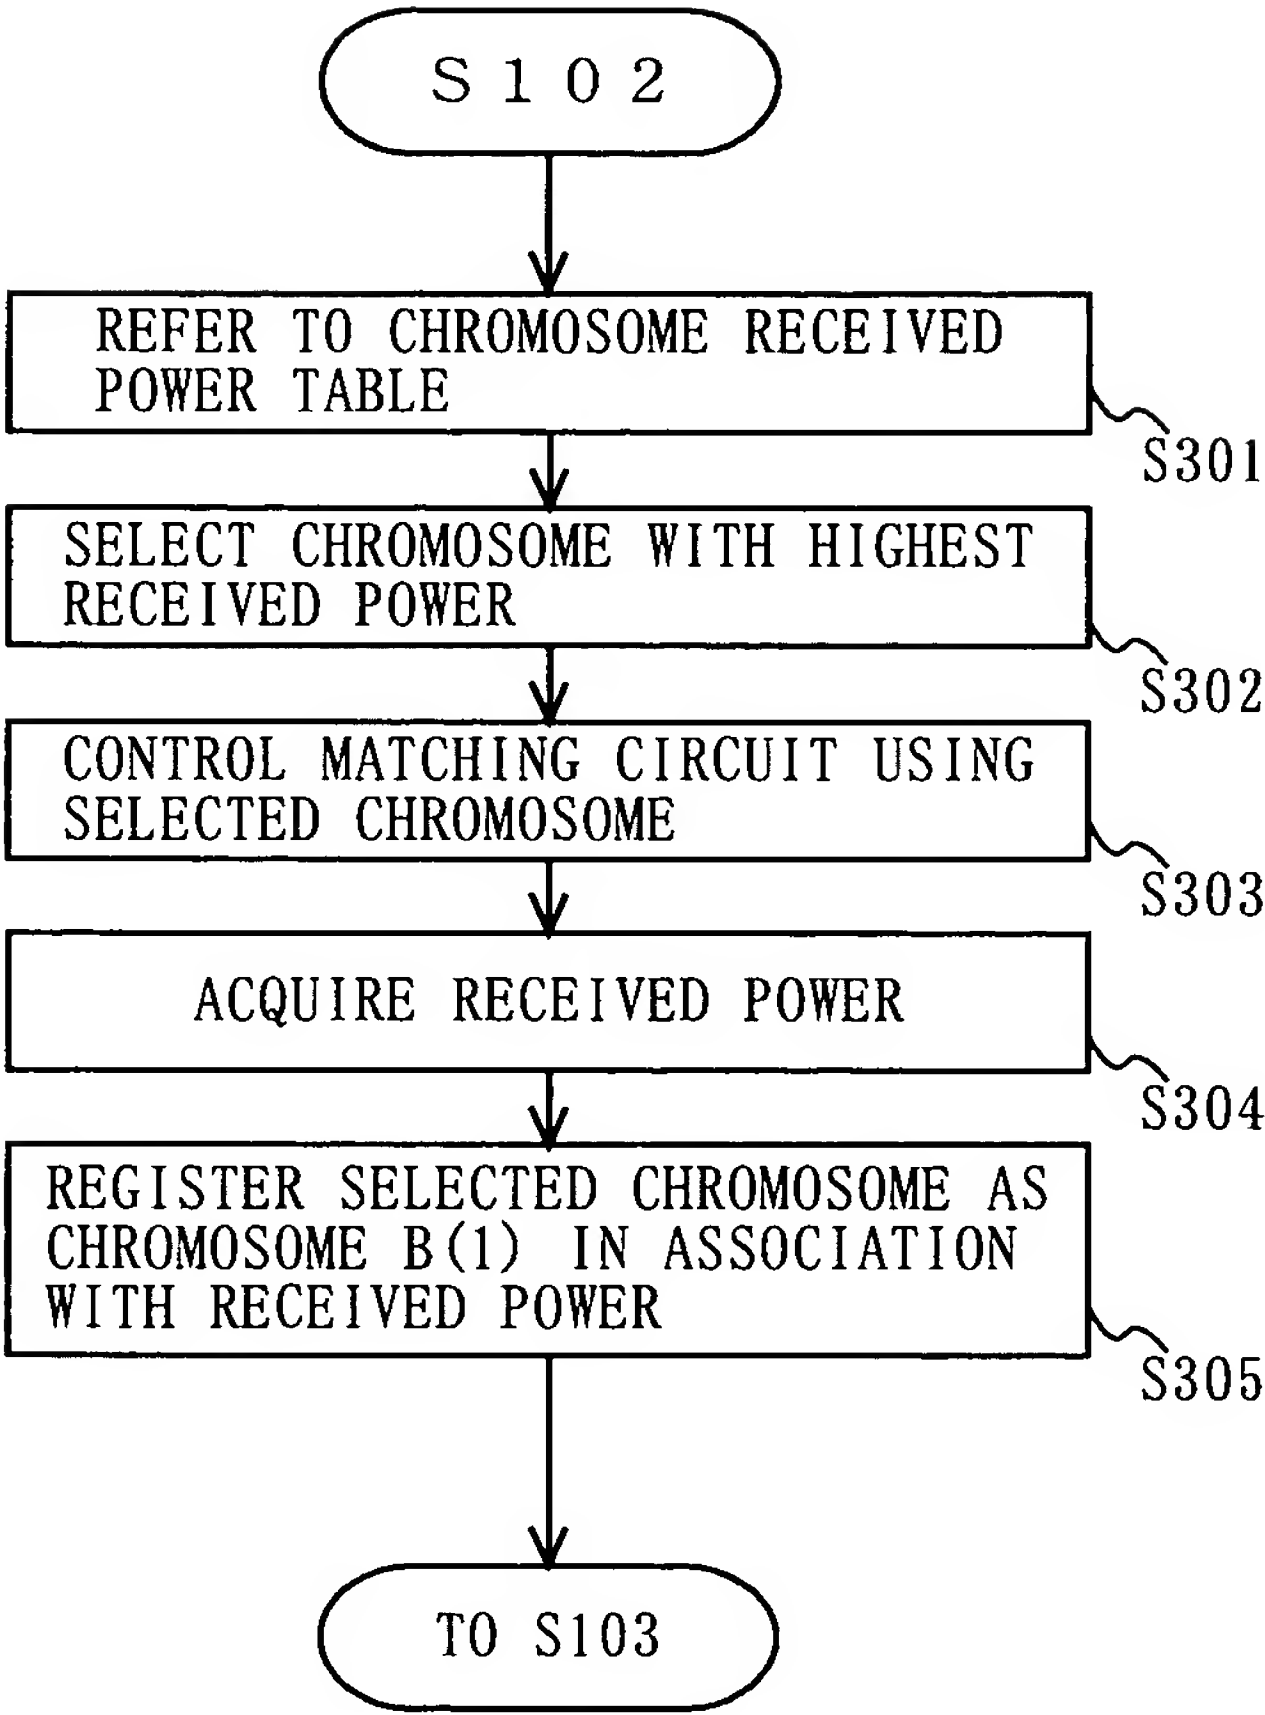 S102
REFER TO CHROMOSOME RECEIVED
POWER TABLE
S301
SELECT CHROMOSOME WITH HIGHEST
RECEIVED POWER
S302
CONTROL MATCHING CIRCUIT USING
SELECTED CHROMOSOME
S303
ACQUIRE RECEIVED POWER
S304
REGISTER SELECTED CHROMOSOME AS
CHROMOSOME B(1) IN ASSOCIATION
WITH RECEIVED POWER
S305
TO S103